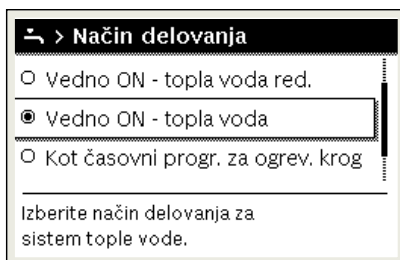 > Način delovanja
Vedno ON - topla voda red.
Vedno ON - topla voda
Kot časovni progr. za ogrev. krog
Izberite način delovanja za
sistem tople vode.